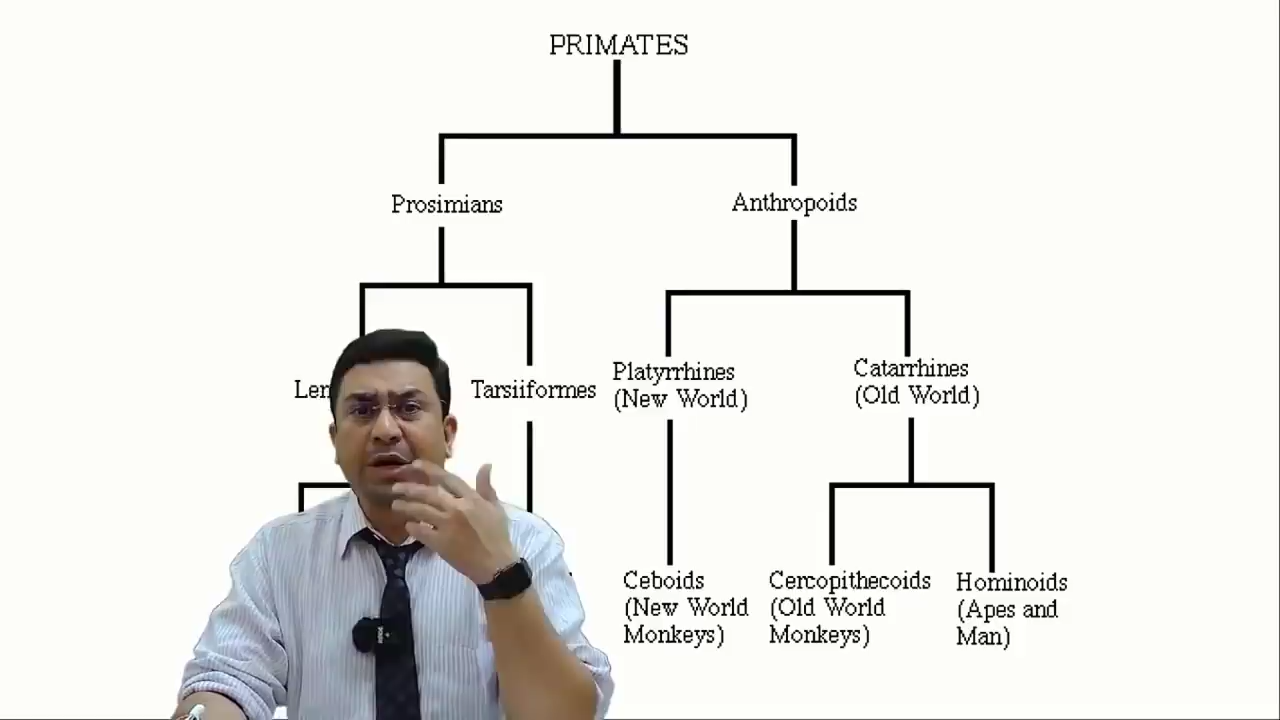 PRIMATES
Prosimians
Anthropoids
Tarsiiformes
Platyrrhines
(New World)
Catarrhines
(Old World)
Ceboids
(New World
Monkeys)
Cercopithecoids
(Old World
Monkeys)
Hominoids
(Apes and
Man)